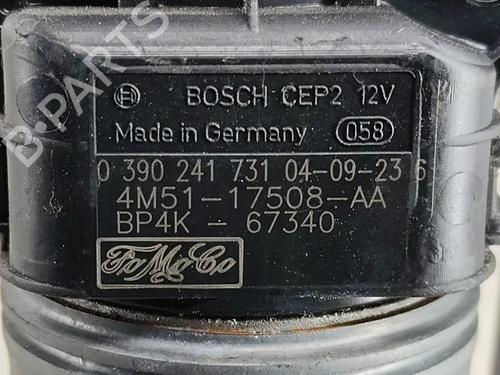 BOSCH CEP2 12V
Made in Germany 058
0 390 241 731 04-09-23 6
4M51-17508-AA
BP4K - 67340
FoMoCo
B-PARTS